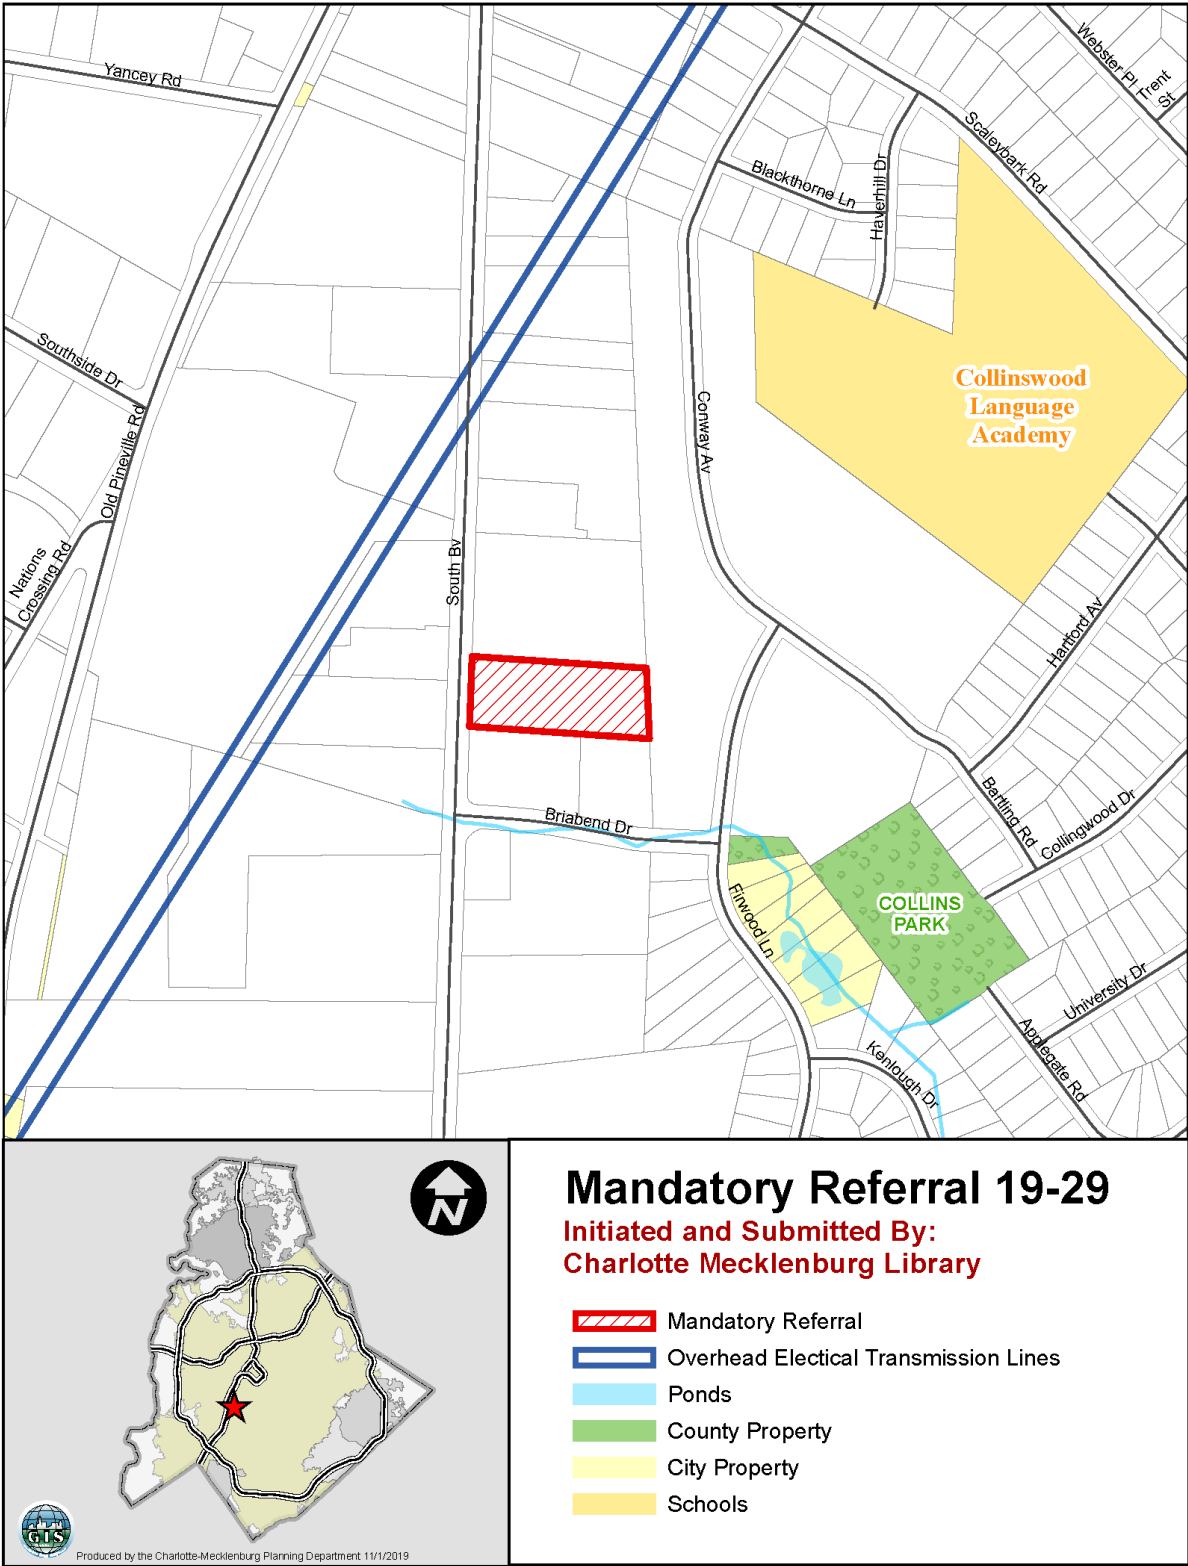 Yancey Rd
Webster Pl
Trent
St
Scaleybark Rd
Blackthorne Ln
Haverhill Dr
Southside Dr
Old Pineville Rd
Conway Av
Collinswood
Language
Academy
Nations
Crossing Rd
South Bv
Hartford Av
Bartling Rd
Collingwood Dr
Briabend Dr
Firwood Ln
COLLINS
PARK
University Dr
Applegate Rd
Kenlough Dr
N
GIS
Produced by the Charlotte-Mecklenburg Planning Department 11/1/2019
Mandatory Referral 19-29
Initiated and Submitted By:
Charlotte Mecklenburg Library
Mandatory Referral
Overhead Electical Transmission Lines
Ponds
County Property
City Property
Schools